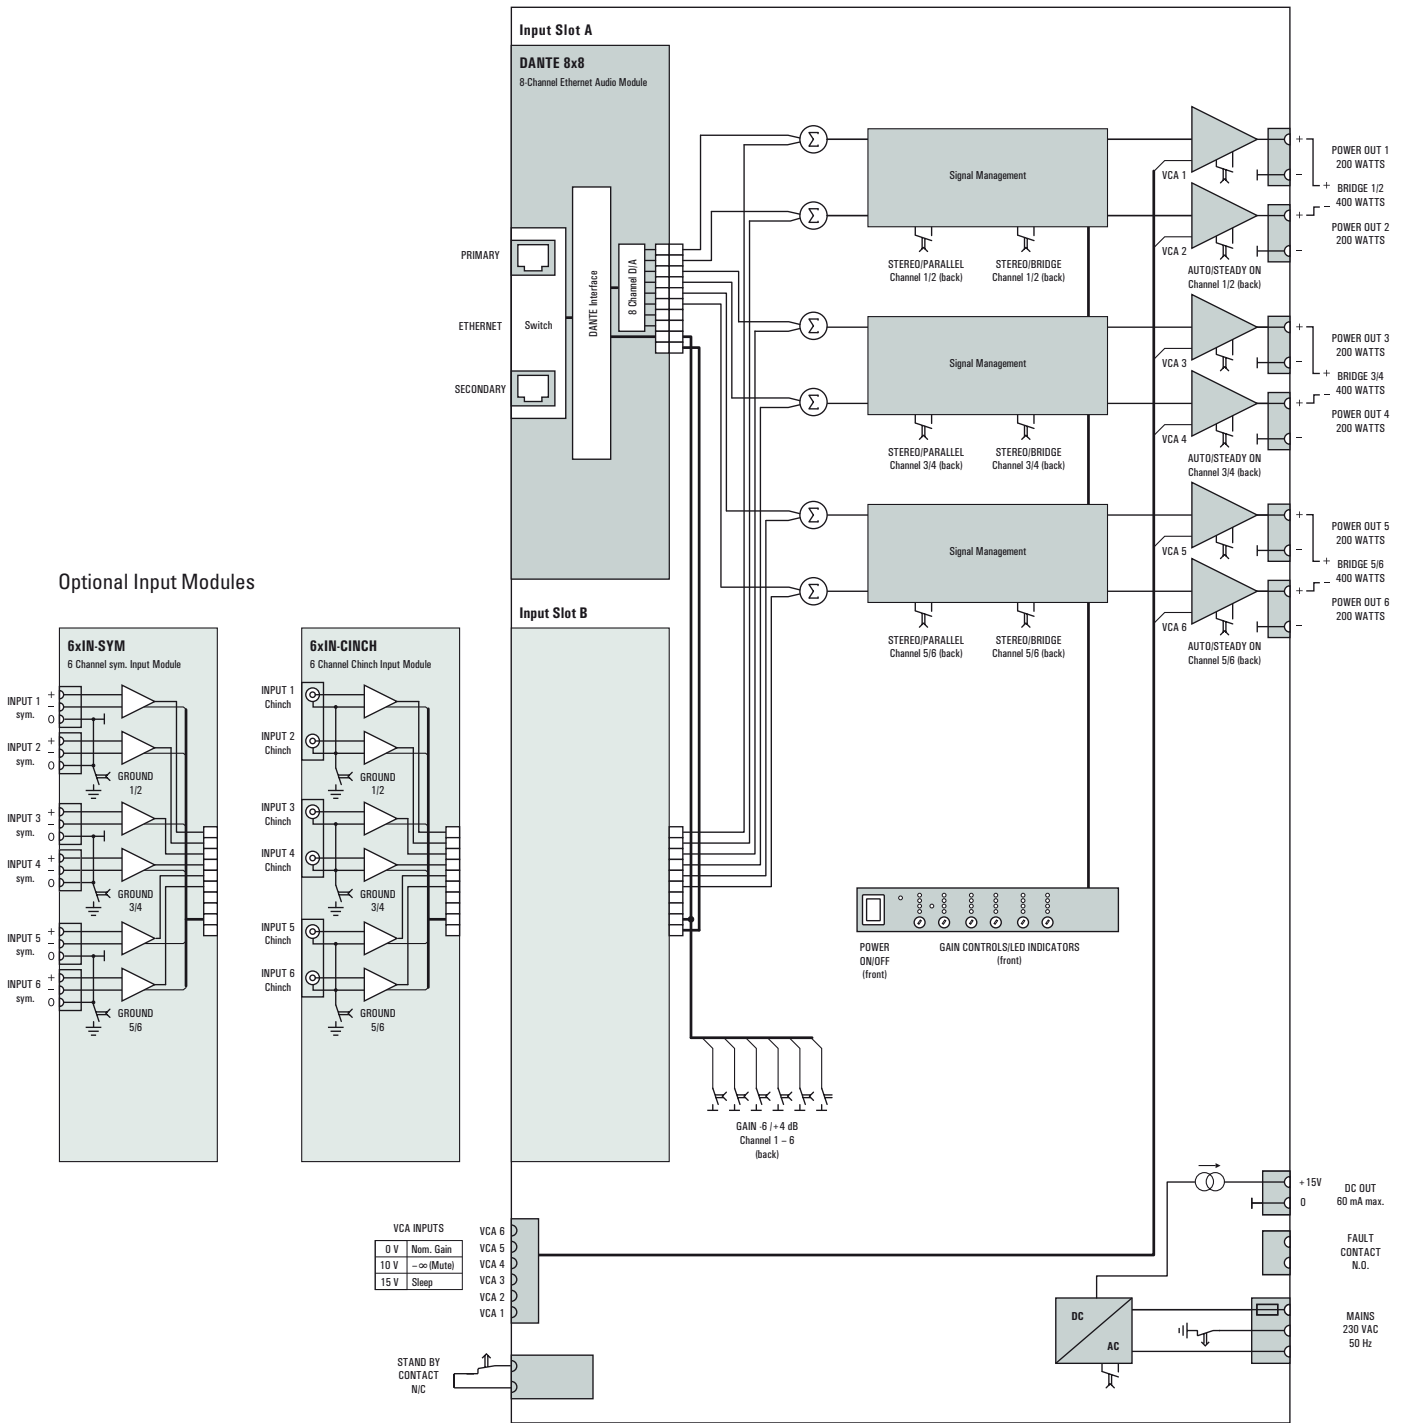 Input Slot A
DANTE 8x8
8-Channel Ethernet Audio Module
PRIMARY
ETHERNET
SECONDARY
Switch
DANTE Interface
8 Channel D/A
Σ
Σ
Signal Management
STEREO/PARALLEL
Channel 1/2 (back)
STEREO/BRIDGE
Channel 1/2 (back)
VCA 1
VCA 2
AUTO/STEADY ON
Channel 1/2 (back)
+
−
+
−
POWER OUT 1
200 WATTS
+ BRIDGE 1/2
− 400 WATTS
POWER OUT 2
200 WATTS
Σ
Σ
Signal Management
STEREO/PARALLEL
Channel 3/4 (back)
STEREO/BRIDGE
Channel 3/4 (back)
VCA 3
VCA 4
AUTO/STEADY ON
Channel 3/4 (back)
+
−
+
−
POWER OUT 3
200 WATTS
+ BRIDGE 3/4
− 400 WATTS
POWER OUT 4
200 WATTS
Σ
Σ
Signal Management
STEREO/PARALLEL
Channel 5/6 (back)
STEREO/BRIDGE
Channel 5/6 (back)
VCA 5
VCA 6
AUTO/STEADY ON
Channel 5/6 (back)
+
−
+
−
POWER OUT 5
200 WATTS
+ BRIDGE 5/6
− 400 WATTS
POWER OUT 6
200 WATTS
Optional Input Modules
6xIN-SYM
6 Channel sym. Input Module
INPUT 1
sym.
+
−
0
INPUT 2
sym.
+
−
0
GROUND
1/2
INPUT 3
sym.
+
−
0
INPUT 4
sym.
+
−
0
GROUND
3/4
INPUT 5
sym.
+
−
0
INPUT 6
sym.
+
−
0
GROUND
5/6
6xIN-CINCH
6 Channel Chinch Input Module
INPUT 1
Chinch
INPUT 2
Chinch
GROUND
1/2
INPUT 3
Chinch
INPUT 4
Chinch
GROUND
3/4
INPUT 5
Chinch
INPUT 6
Chinch
GROUND
5/6
Input Slot B
POWER
ON/OFF
(front)
GAIN CONTROLS/LED INDICATORS
(front)
GAIN -6 /+4 dB
Channel 1 – 6
(back)
VCA INPUTS
0 V Nom. Gain
10 V −∞ (Mute)
15 V Sleep
VCA 6
VCA 5
VCA 4
VCA 3
VCA 2
VCA 1
STAND BY
CONTACT
N/C
+15V
0
DC OUT
60 mA max.
FAULT
CONTACT
N.O.
DC
AC
MAINS
230 VAC
50 Hz